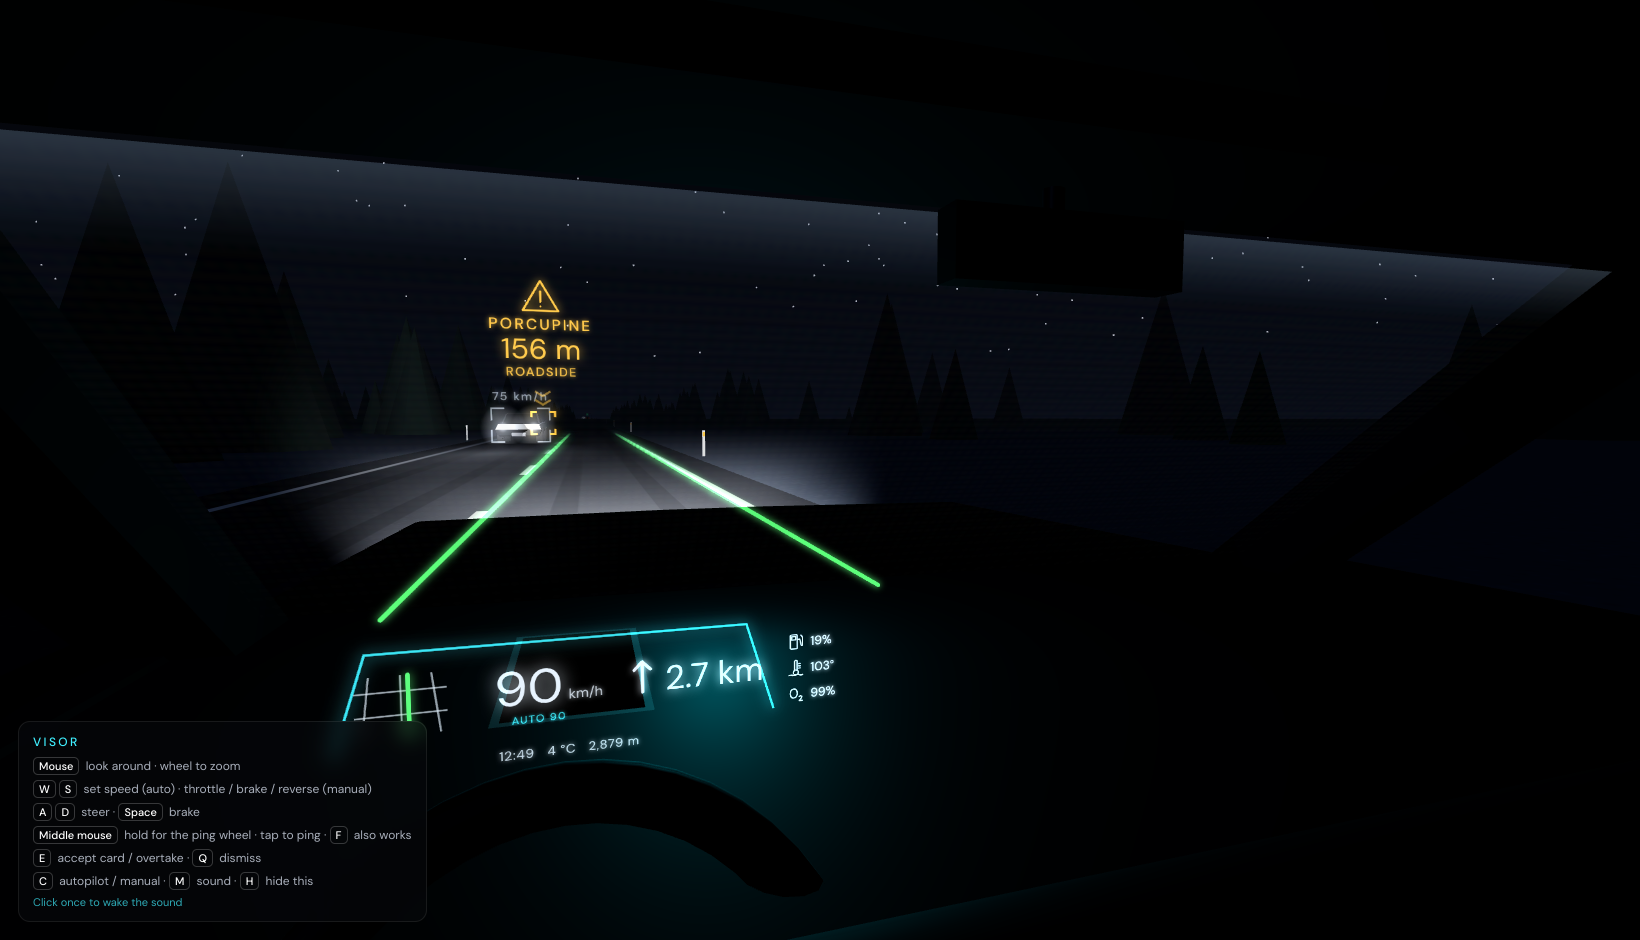 PORCUPINE
156 m
ROADSIDE
75 km/h
90 km/h
AUTO 90
2.7 km
19%
103°
O₂ 99%
12:49 4 °C 2,879 m
VISOR
Mouse look around · wheel to zoom
W S set speed (auto) · throttle / brake / reverse (manual)
A D steer · Space brake
Middle mouse hold for the ping wheel · tap to ping · F also works
E accept card / overtake · Q dismiss
C autopilot / manual · M sound · H hide this
Click once to wake the sound